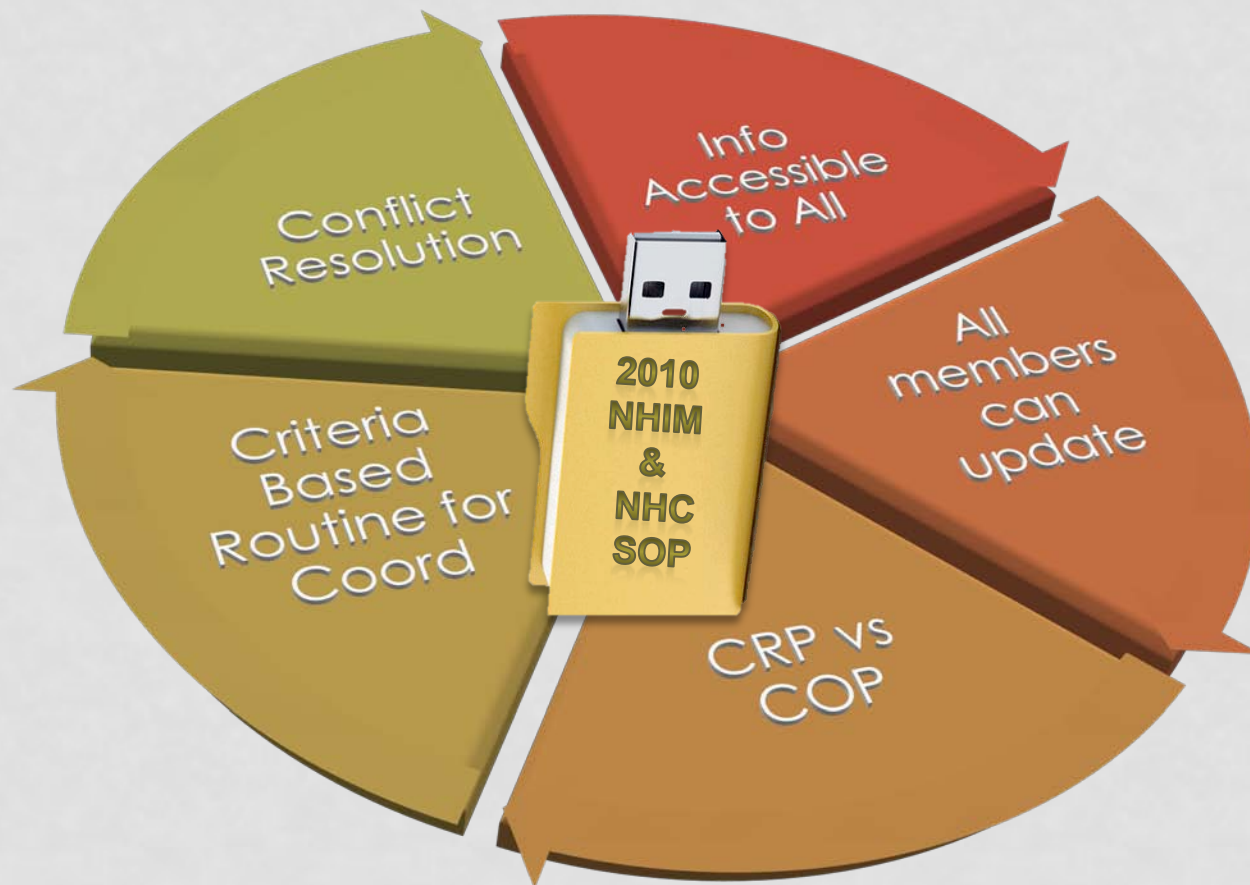 Info
Accessible
to All
All
members
can
update
CRP vs
COP
Criteria
Based
Routine for
Coord
Conflict
Resolution
2010
NHIM
&
NHC
SOP